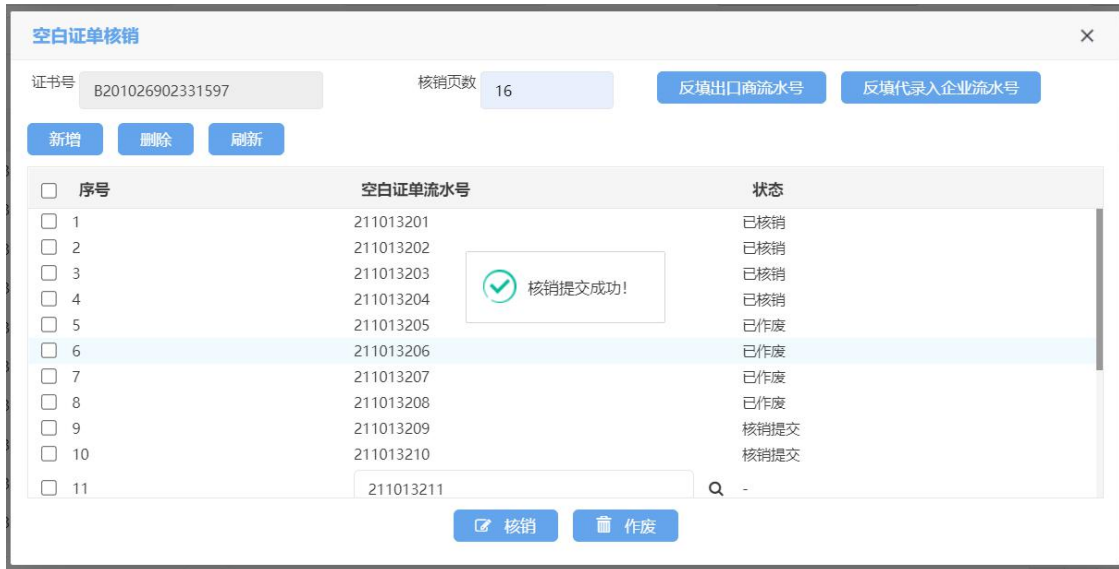 空白证单核销 ×
证书号 B201026902331597 核销页数 16 反填出口商流水号 反填代录入企业流水号
新增 删除 刷新
序号 空白证单流水号 状态
1 211013201 已核销
2 211013202 已核销
3 211013203 已核销
4 211013204 已核销
5 211013205 已作废
6 211013206 已作废
7 211013207 已作废
8 211013208 已作废
9 211013209 核销提交
10 211013210 核销提交
11 211013211 -
核销提交成功!
核销 作废